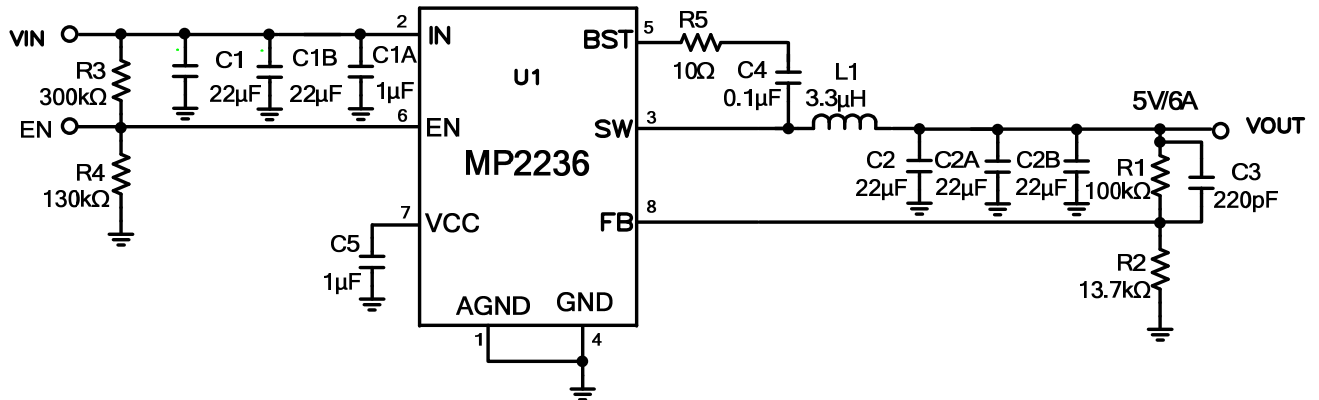 VIN
EN
R3
300kΩ
R4
130kΩ
C1
22µF
C1B
22µF
C1A
1µF
2
6
7
C5
1µF
IN
U1
EN
MP2236
VCC
AGND
GND
1
4
BST
SW
FB
5
3
8
R5
10Ω
C4
0.1µF
L1
3.3µH
C2
22µF
C2A
22µF
C2B
22µF
5V/6A
VOUT
R1
100kΩ
C3
220pF
R2
13.7kΩ